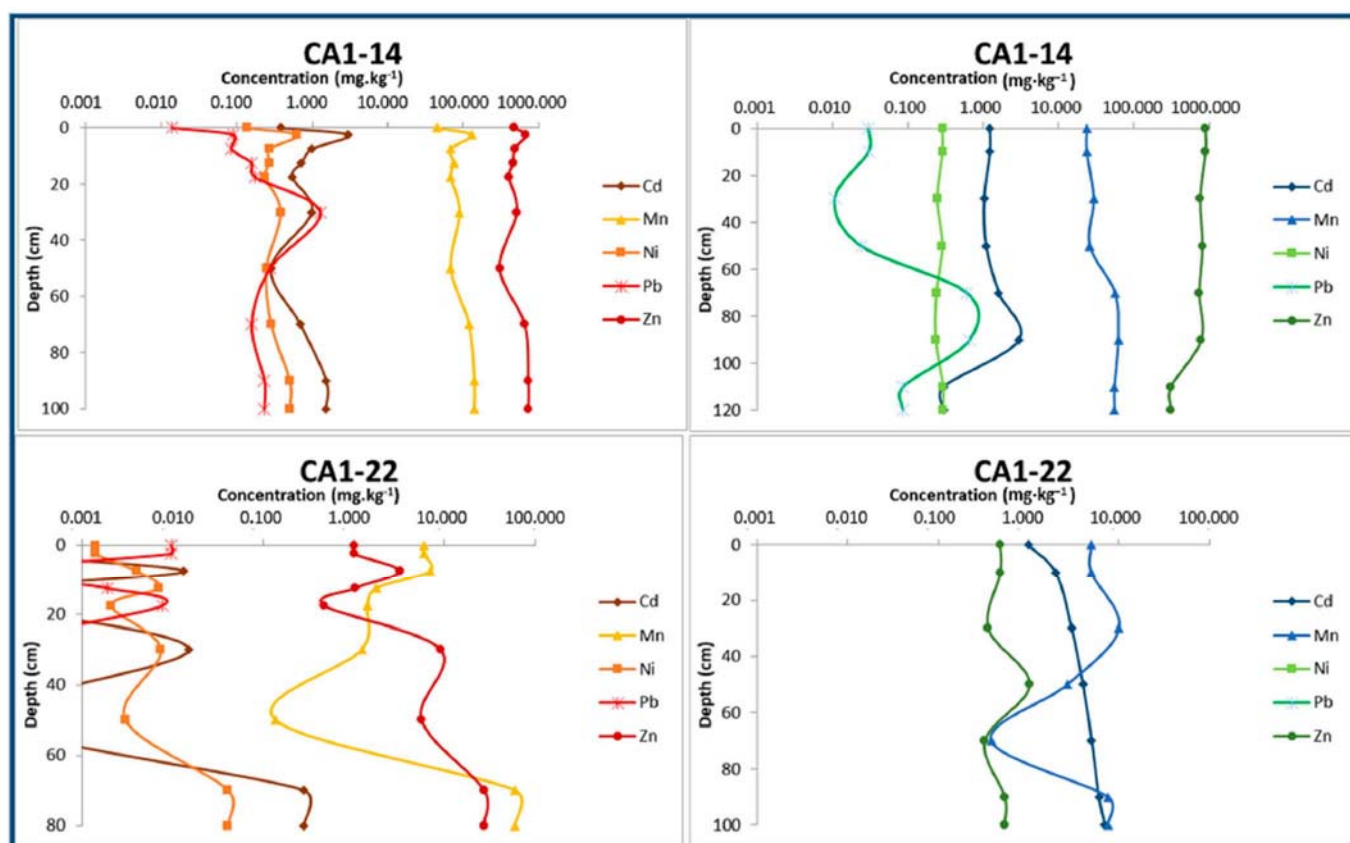 CA1-14
Concentration (mg.kg⁻¹)
0.001 0.010 0.100 1.000 10.000 100.000 1000.000
0
20
40
60
80
100
Depth (cm)
Cd
Mn
Ni
Pb
Zn
CA1-14
Concentration (mg·kg⁻¹)
0.001 0.010 0.100 1.000 10.000 100.000 1000.000
0
20
40
60
80
100
120
Depth (cm)
Cd
Mn
Ni
Pb
Zn
CA1-22
Concentration (mg.kg⁻¹)
0.001 0.010 0.100 1.000 10.000 100.000
0
20
40
60
80
Depth (cm)
Cd
Mn
Ni
Pb
Zn
CA1-22
Concentration (mg·kg⁻¹)
0.001 0.010 0.100 1.000 10.000 100.000
0
20
40
60
80
100
Depth (cm)
Cd
Mn
Ni
Pb
Zn